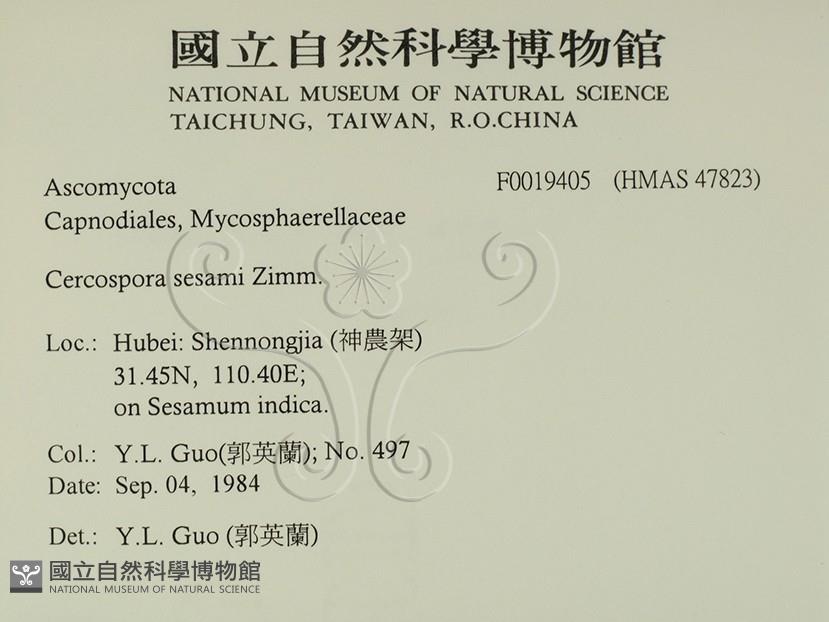 國立自然科學博物館
NATIONAL MUSEUM OF NATURAL SCIENCE
TAICHUNG, TAIWAN, R.O.CHINA
Ascomycota F0019405 (HMAS 47823)
Capnodiales, Mycosphaerellaceae
Cercospora sesami Zimm.
Loc.: Hubei: Shennongjia (神農架)
31.45N, 110.40E;
on Sesamum indica.
Col.: Y.L. Guo(郭英蘭); No. 497
Date: Sep. 04, 1984
Det.: Y.L. Guo (郭英蘭)
國立自然科學博物館
NATIONAL MUSEUM OF NATURAL SCIENCE